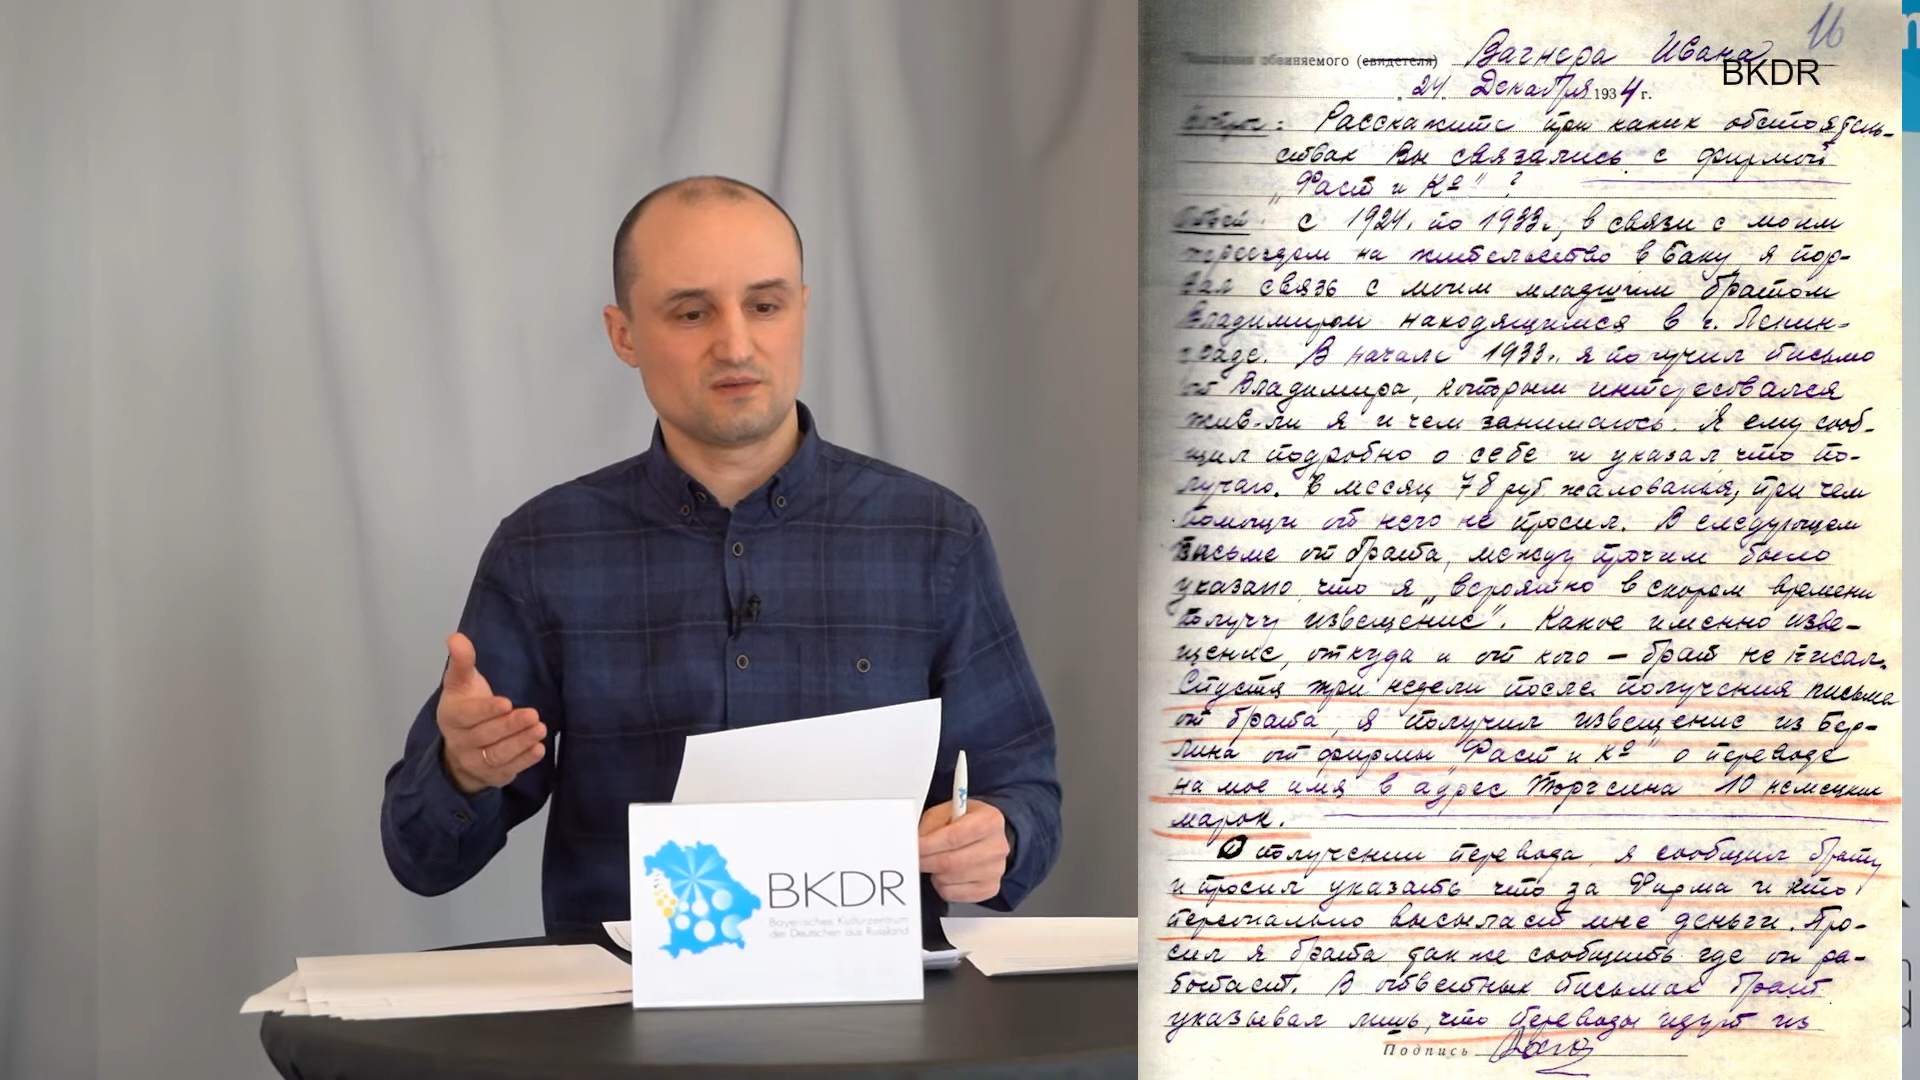 BKDR
Bayerisches Kulturzentrum
der Deutschen aus Russland
16
обвиняемого (свидетеля) Вагнера Ивана
BKDR
24 Декабря 1934 г.
Вопрос: Расскажите при каких обстоятель-
ствах Вы связались с фирмой
„Фаст и Ко" ?
Ответ: С 1924. по 1933г., в связи с моим
переездом на жительство в Баку я пор-
вал связь с моим младшим братом
Владимиром находящимся в г. Ленин-
граде. В начале 1933г. я получил письмо
от Владимира, которым интересовался
жив-ли я и чем занимаюсь. Я ему сооб-
щил подробно о себе и указал, что по-
лучаю. В месяц 78 руб. жалования, при чем
помощи от него не просил. В следующем
письме от брата, между прочим было
указано, что я „вероятно в скором времени
получу извещение". Какое именно изве-
щение, откуда и от кого — брат не писал.
Спустя три недели после получения письма
от брата, я получил извещение из Бер-
лина от фирмы „Фаст и Ко" о переводе
на мое имя в адрес Торгсина 10 немецких
марок.
О получении перевода, я сообщил брату
и просил указать что за Фирма и кто
персонально высылает мне деньги. Про-
сил я брата также сообщить где он ра-
ботает. В ответных письмах брат
указывал лишь, что переводы идут из
Подпись